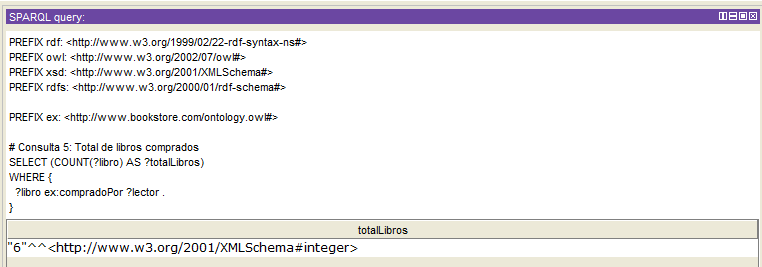 SPARQL query:
PREFIX rdf: <http://www.w3.org/1999/02/22-rdf-syntax-ns#>
PREFIX owl: <http://www.w3.org/2002/07/owl#>
PREFIX xsd: <http://www.w3.org/2001/XMLSchema#>
PREFIX rdfs: <http://www.w3.org/2000/01/rdf-schema#>
PREFIX ex: <http://www.bookstore.com/ontology.owl#>
# Consulta 5: Total de libros comprados
SELECT (COUNT(?libro) AS ?totalLibros)
WHERE {
?libro ex:compradoPor ?lector .
}
totalLibros
"6"^^<http://www.w3.org/2001/XMLSchema#integer>